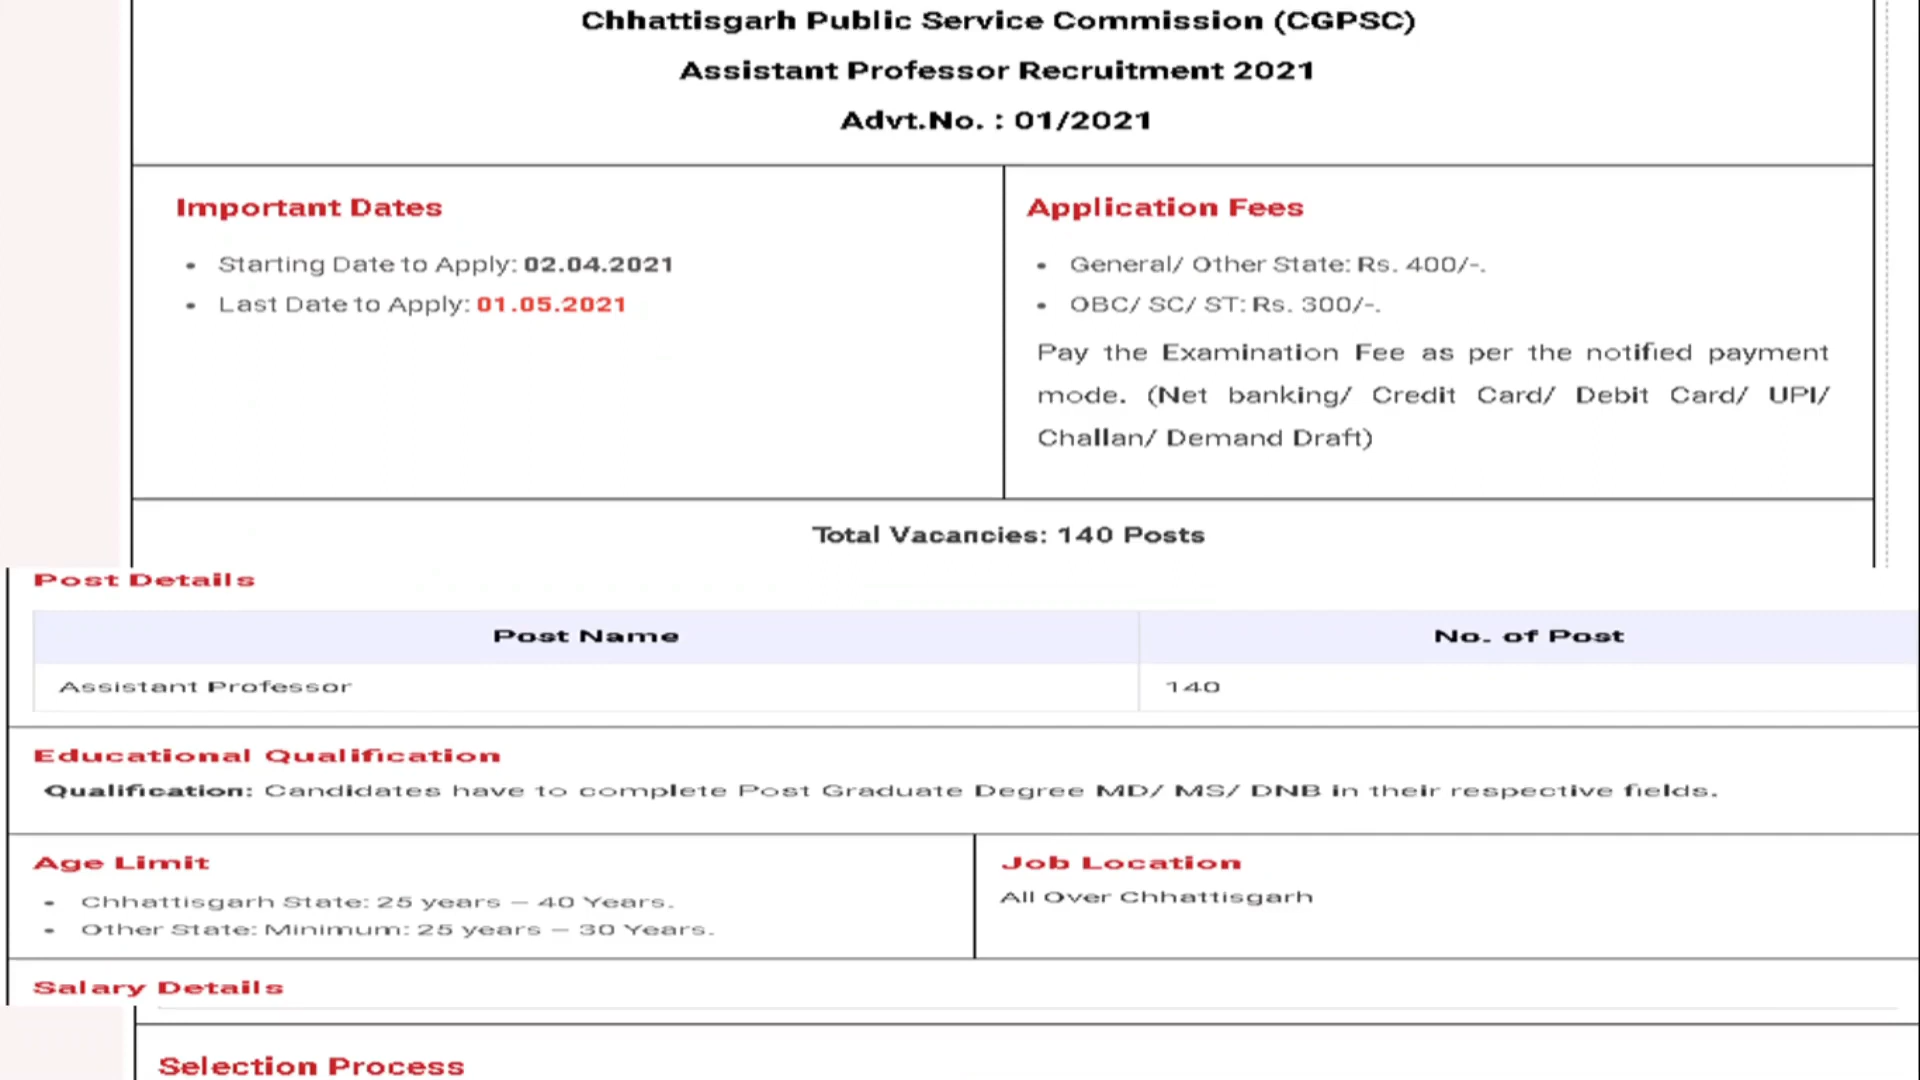 Chhattisgarh Public Service Commission (CGPSC)
Assistant Professor Recruitment 2021
Advt.No. : 01/2021
Important Dates
• Starting Date to Apply: 02.04.2021
• Last Date to Apply: 01.05.2021
Application Fees
• General/ Other State: Rs. 400/-.
• OBC/ SC/ ST: Rs. 300/-.
Pay the Examination Fee as per the notified payment
mode. (Net banking/ Credit Card/ Debit Card/ UPI/
Challan/ Demand Draft)
Total Vacancies: 140 Posts
Post Details
Post Name No. of Post
Assistant Professor 140
Educational Qualification
Qualification: Candidates have to complete Post Graduate Degree MD/ MS/ DNB in their respective fields.
Age Limit
• Chhattisgarh State: 25 years – 40 Years.
• Other State: Minimum: 25 years – 30 Years.
Job Location
All Over Chhattisgarh
Salary Details
Selection Process